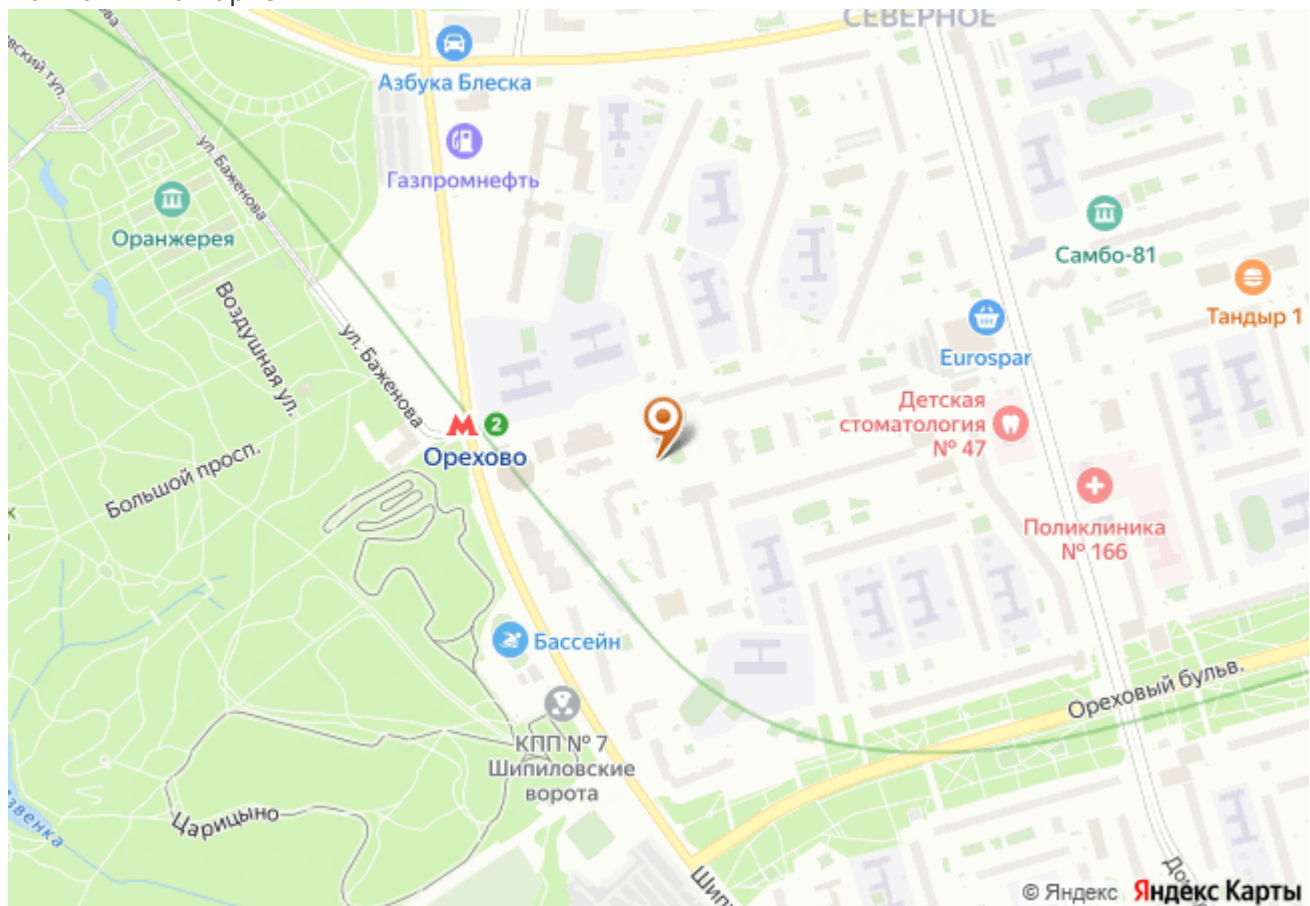 СЕВЕРНОЕ
Азбука Блеска
ул. Баженова
Газпромнефть
Оранжерея
Самбо-81
Воздушная ул.
Тандыр 1
ул. Баженова
Eurospar
Детская
стоматология
№ 47
2
Орехово
Большой просп.
Поликлиника
№ 166
Бассейн
Ореховый бульв.
КПП № 7
Шипиловские
ворота
Царицыно
© Яндекс Яндекс Карты